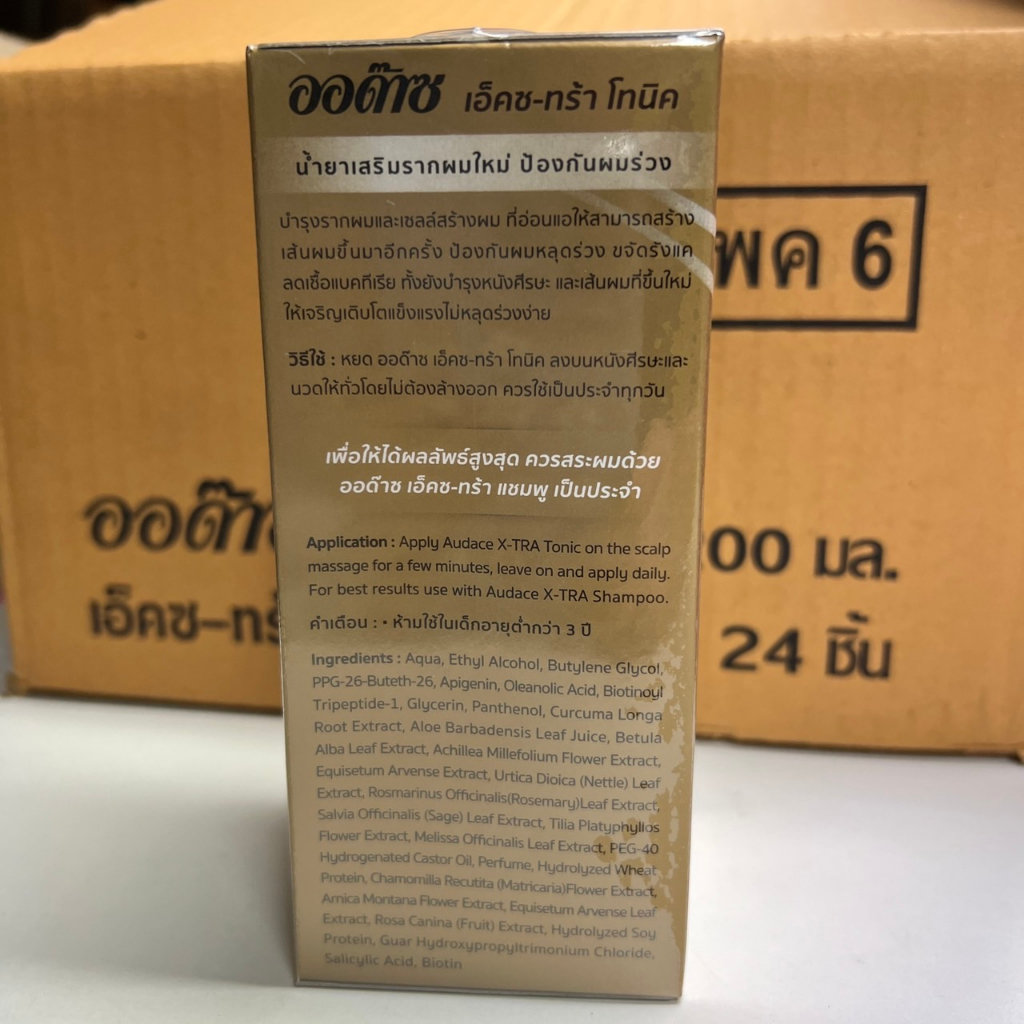 ออด๊าซ เอ็คซ-ทร้า โทนิค
น้ำยาเสริมรากผมใหม่ ป้องกันผมร่วง
บำรุงรากผมและเซลล์สร้างผม ที่อ่อนแอให้สามารถสร้าง
เส้นผมขึ้นมาอีกครั้ง ป้องกันผมหลุดร่วง ขจัดรังแค
ลดเชื้อแบคทีเรีย ทั้งยังบำรุงหนังศีรษะ และเส้นผมที่ขึ้นใหม่
ให้เจริญเติบโตแข็งแรงไม่หลุดร่วงง่าย
วิธีใช้ : หยด ออด๊าซ เอ็คซ-ทร้า โทนิค ลงบนหนังศีรษะและ
นวดให้ทั่วโดยไม่ต้องล้างออก ควรใช้เป็นประจำทุกวัน
เพื่อให้ได้ผลลัพธ์สูงสุด ควรสระผมด้วย
ออด๊าซ เอ็คซ-ทร้า แชมพู เป็นประจำ
Application : Apply Audace X-TRA Tonic on the scalp
massage for a few minutes, leave on and apply daily.
For best results use with Audace X-TRA Shampoo.
คำเตือน : • ห้ามใช้ในเด็กอายุต่ำกว่า 3 ปี
Ingredients : Aqua, Ethyl Alcohol, Butylene Glycol,
PPG-26-Buteth-26, Apigenin, Oleanolic Acid, Biotinoyl
Tripeptide-1, Glycerin, Panthenol, Curcuma Longa
Root Extract, Aloe Barbadensis Leaf Juice, Betula
Alba Leaf Extract, Achillea Millefolium Flower Extract,
Equisetum Arvense Extract, Urtica Dioica (Nettle) Leaf
Extract, Rosmarinus Officinalis(Rosemary)Leaf Extract,
Salvia Officinalis (Sage) Leaf Extract, Tilia Platyphyllos
Flower Extract, Melissa Officinalis Leaf Extract, PEG-40
Hydrogenated Castor Oil, Perfume, Hydrolyzed Wheat
Protein, Chamomilla Recutita (Matricaria)Flower Extract,
Arnica Montana Flower Extract, Equisetum Arvense Leaf
Extract, Rosa Canina (Fruit) Extract, Hydrolyzed Soy
Protein, Guar Hydroxypropyltrimonium Chloride,
Salicylic Acid, Biotin
แพค 6
ออด๊าซ
เอ็คซ-ทร้
00 มล.
24 ชิ้น